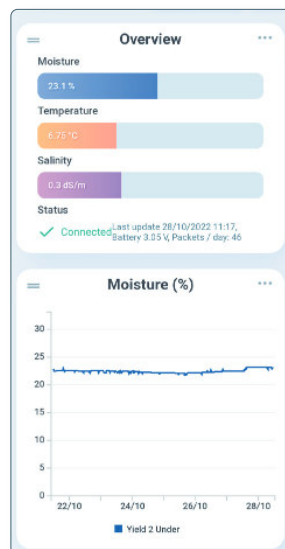 Overview
Moisture
23.1 %
Temperature
6.75 °C
Salinity
0.3 dS/m
Status
Connected
Last update 28/10/2022 11:17,
Battery 3.05 V, Packets / day: 46
Moisture (%)
30
25
20
15
10
5
0
22/10 24/10 26/10 28/10
Yield 2 Under